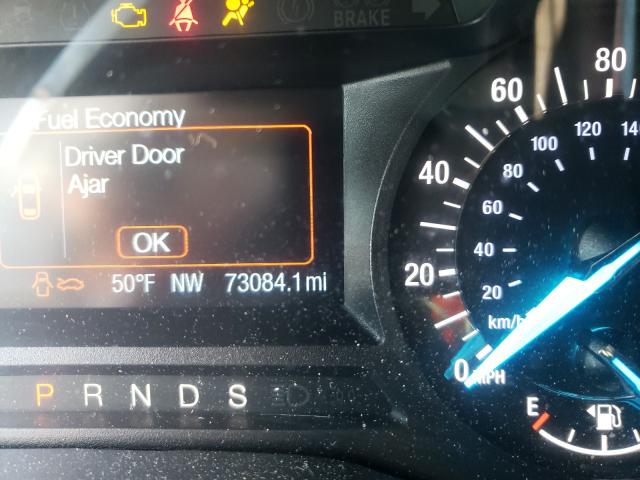 BRAKE
Fuel Economy
Driver Door
Ajar
OK
50°F NW 73084.1 mi
P R N D S
0 20 40 60 80
20 40 60 80 100 120
km/h
MPH
E